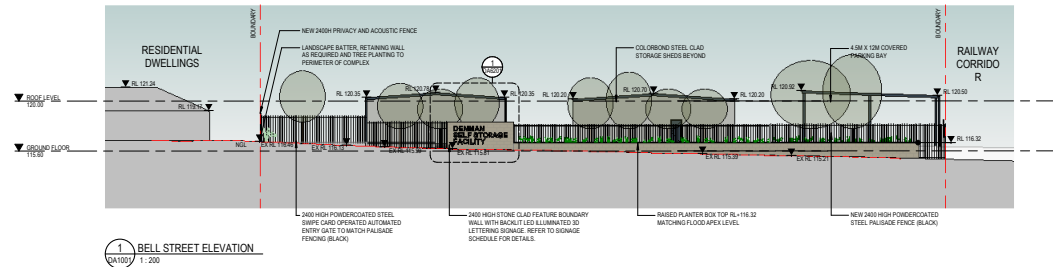 BOUNDARY
BOUNDARY
NEW 2400H PRIVACY AND ACOUSTIC FENCE
LANDSCAPE BATTER, RETAINING WALL
AS REQUIRED AND TREE PLANTING TO
PERIMETER OF COMPLEX
RESIDENTIAL
DWELLINGS
COLORBOND STEEL CLAD
STORAGE SHEDS BEYOND
4.5M X 12M COVERED
PARKING BAY
RAILWAY
CORRIDO
R
1
DA6201
RL 121.24
ROOF LEVEL
120.00
RL 119.17
RL 120.35
RL 120.78
RL 120.35
RL 120.20
RL 120.70
RL 120.20
RL 120.92
RL 120.50
DENMAN
SELF STORAGE
FACILITY
GROUND FLOOR
115.60
NGL
EX RL 116.46
EX RL 116.13
EX RL 115.81
EX RL 115.39
EX RL 115.21
RL 116.32
2400 HIGH POWDERCOATED STEEL
SWIPE CARD OPERATED AUTOMATED
ENTRY GATE TO MATCH PALISADE
FENCING (BLACK)
2400 HIGH STONE CLAD FEATURE BOUNDARY
WALL WITH BACKLIT LED ILLUMINATED 3D
LETTERING SIGNAGE. REFER TO SIGNAGE
SCHEDULE FOR DETAILS.
RAISED PLANTER BOX TOP RL+116.32
MATCHING FLOOD APEX LEVEL
NEW 2400 HIGH POWDERCOATED
STEEL PALISADE FENCE (BLACK)
1
DA1001
BELL STREET ELEVATION
1 : 200